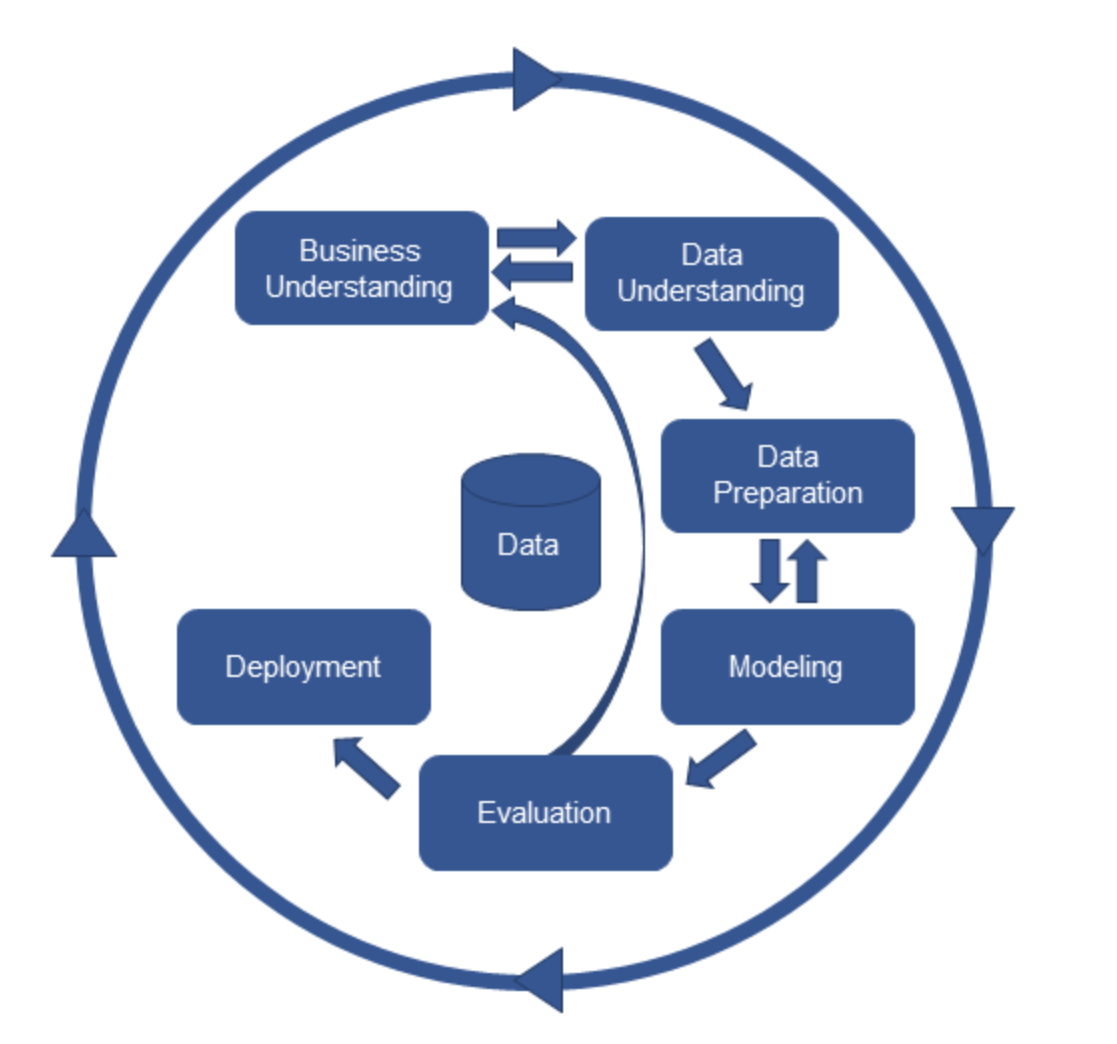 Business
Understanding
Data
Understanding
Data
Preparation
Data
Modeling
Deployment
Evaluation